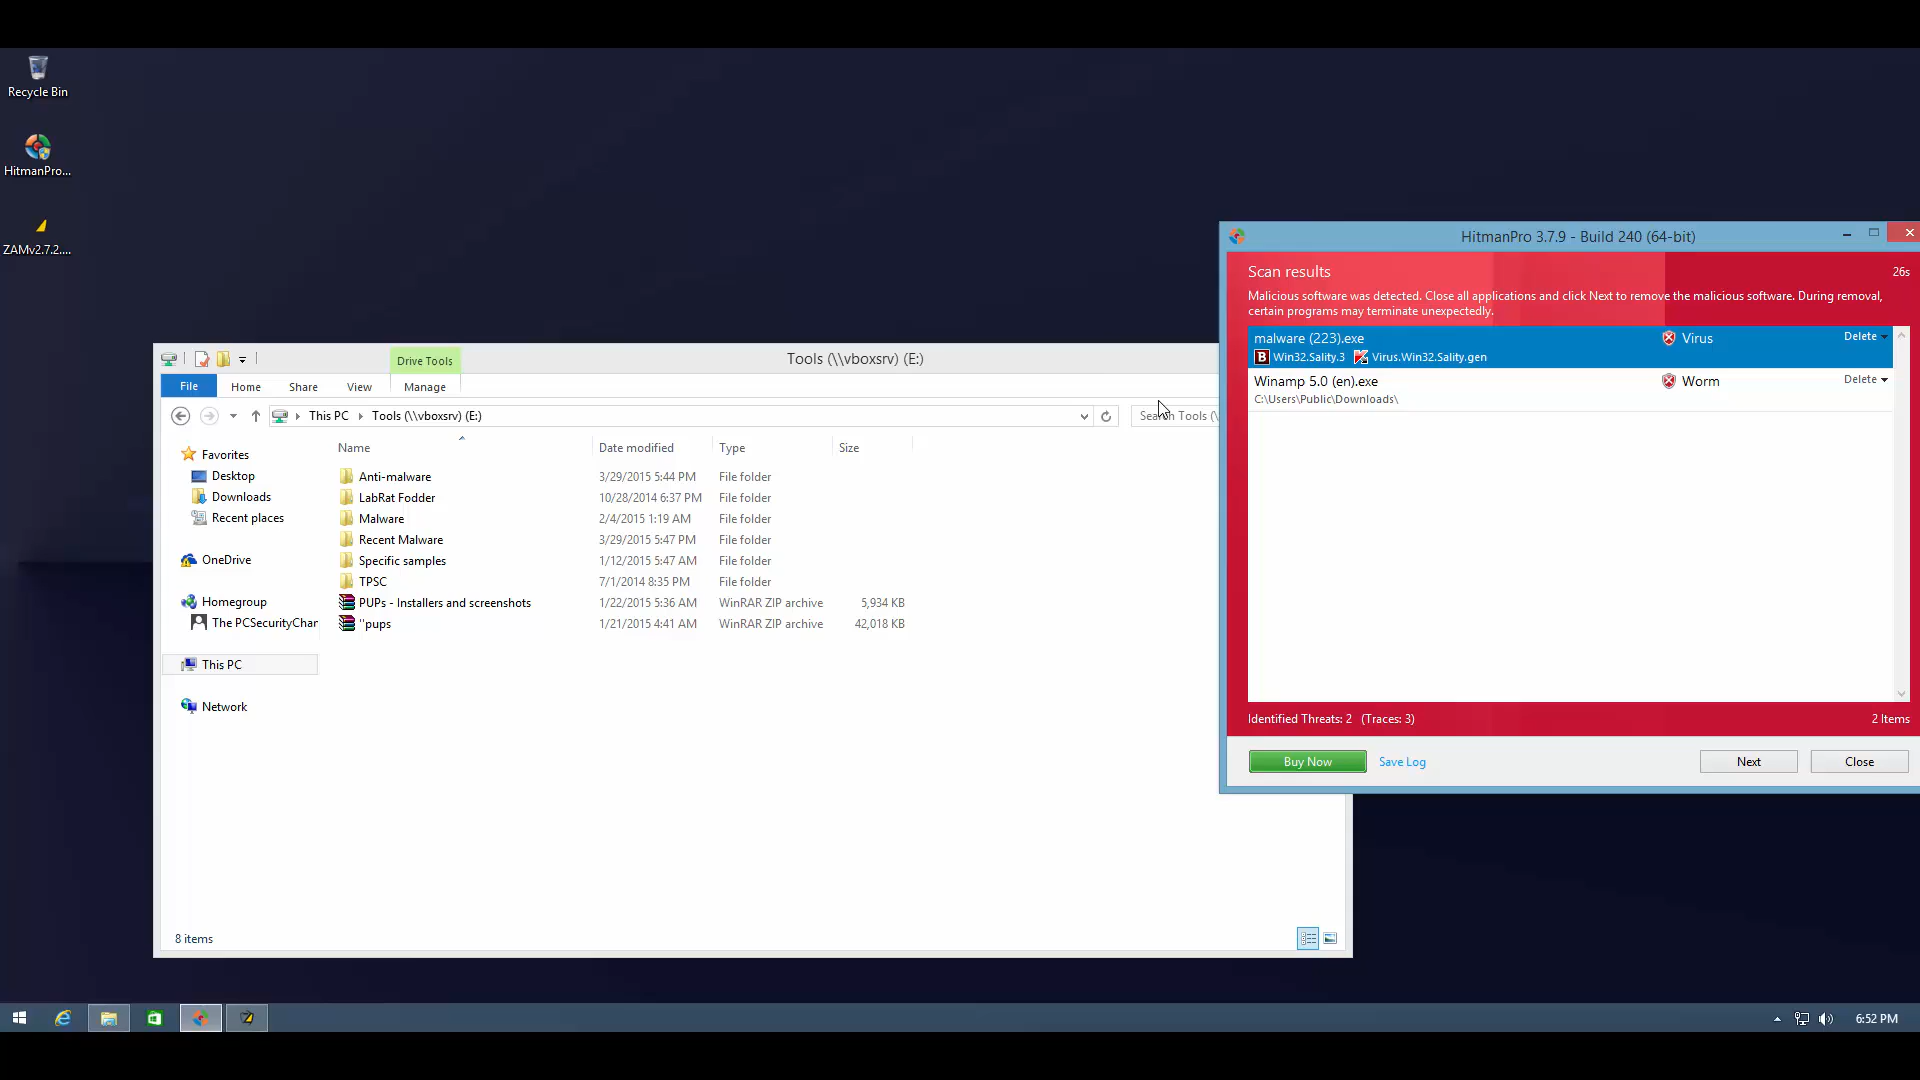 Recycle Bin
HitmanPro...
ZAMv2.7.2....
Drive Tools
Tools (\\vboxsrv) (E:)
File
Home
Share
View
Manage
This PC
Tools (\\vboxsrv) (E:)
Search Tools (\
Name
Date modified
Type
Size
Favorites
Desktop
Downloads
Recent places
OneDrive
Homegroup
The PCSecurityChan
This PC
Network
Anti-malware 3/29/2015 5:44 PM File folder
LabRat Fodder 10/28/2014 6:37 PM File folder
Malware 2/4/2015 1:19 AM File folder
Recent Malware 3/29/2015 5:47 PM File folder
Specific samples 1/12/2015 5:47 AM File folder
TPSC 7/1/2014 8:35 PM File folder
PUPs - Installers and screenshots 1/22/2015 5:36 AM WinRAR ZIP archive 5,934 KB
"pups 1/21/2015 4:41 AM WinRAR ZIP archive 42,018 KB
8 items
HitmanPro 3.7.9 - Build 240 (64-bit)
Scan results
26s
Malicious software was detected. Close all applications and click Next to remove the malicious software. During removal,
certain programs may terminate unexpectedly.
malware (223).exe Virus Delete
B Win32.Sality.3 Virus.Win32.Sality.gen
Winamp 5.0 (en).exe Worm Delete
C:\Users\Public\Downloads\
Identified Threats: 2 (Traces: 3)
2 Items
Buy Now
Save Log
Next
Close
6:52 PM